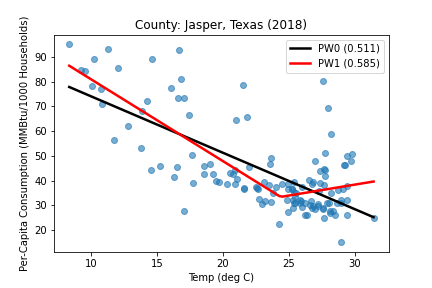 County: Jasper, Texas (2018)
PW0 (0.511)
PW1 (0.585)
Per-Capita Consumption (MMBtu/1000 Households)
90
80
70
60
50
40
30
20
10 15 20 25 30
Temp (deg C)